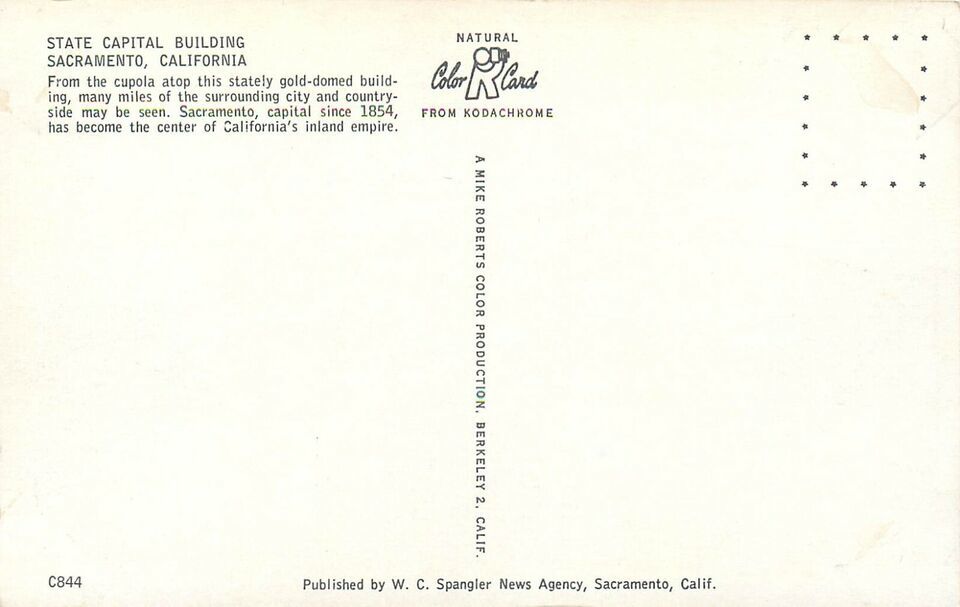 STATE CAPITAL BUILDING
SACRAMENTO, CALIFORNIA
From the cupola atop this stately gold-domed build-
ing, many miles of the surrounding city and country-
side may be seen. Sacramento, capital since 1854,
has become the center of California's inland empire.
NATURAL
Color Card
FROM KODACHROME
A MIKE ROBERTS COLOR PRODUCTION, BERKELEY 2, CALIF.
C844
Published by W. C. Spangler News Agency, Sacramento, Calif.